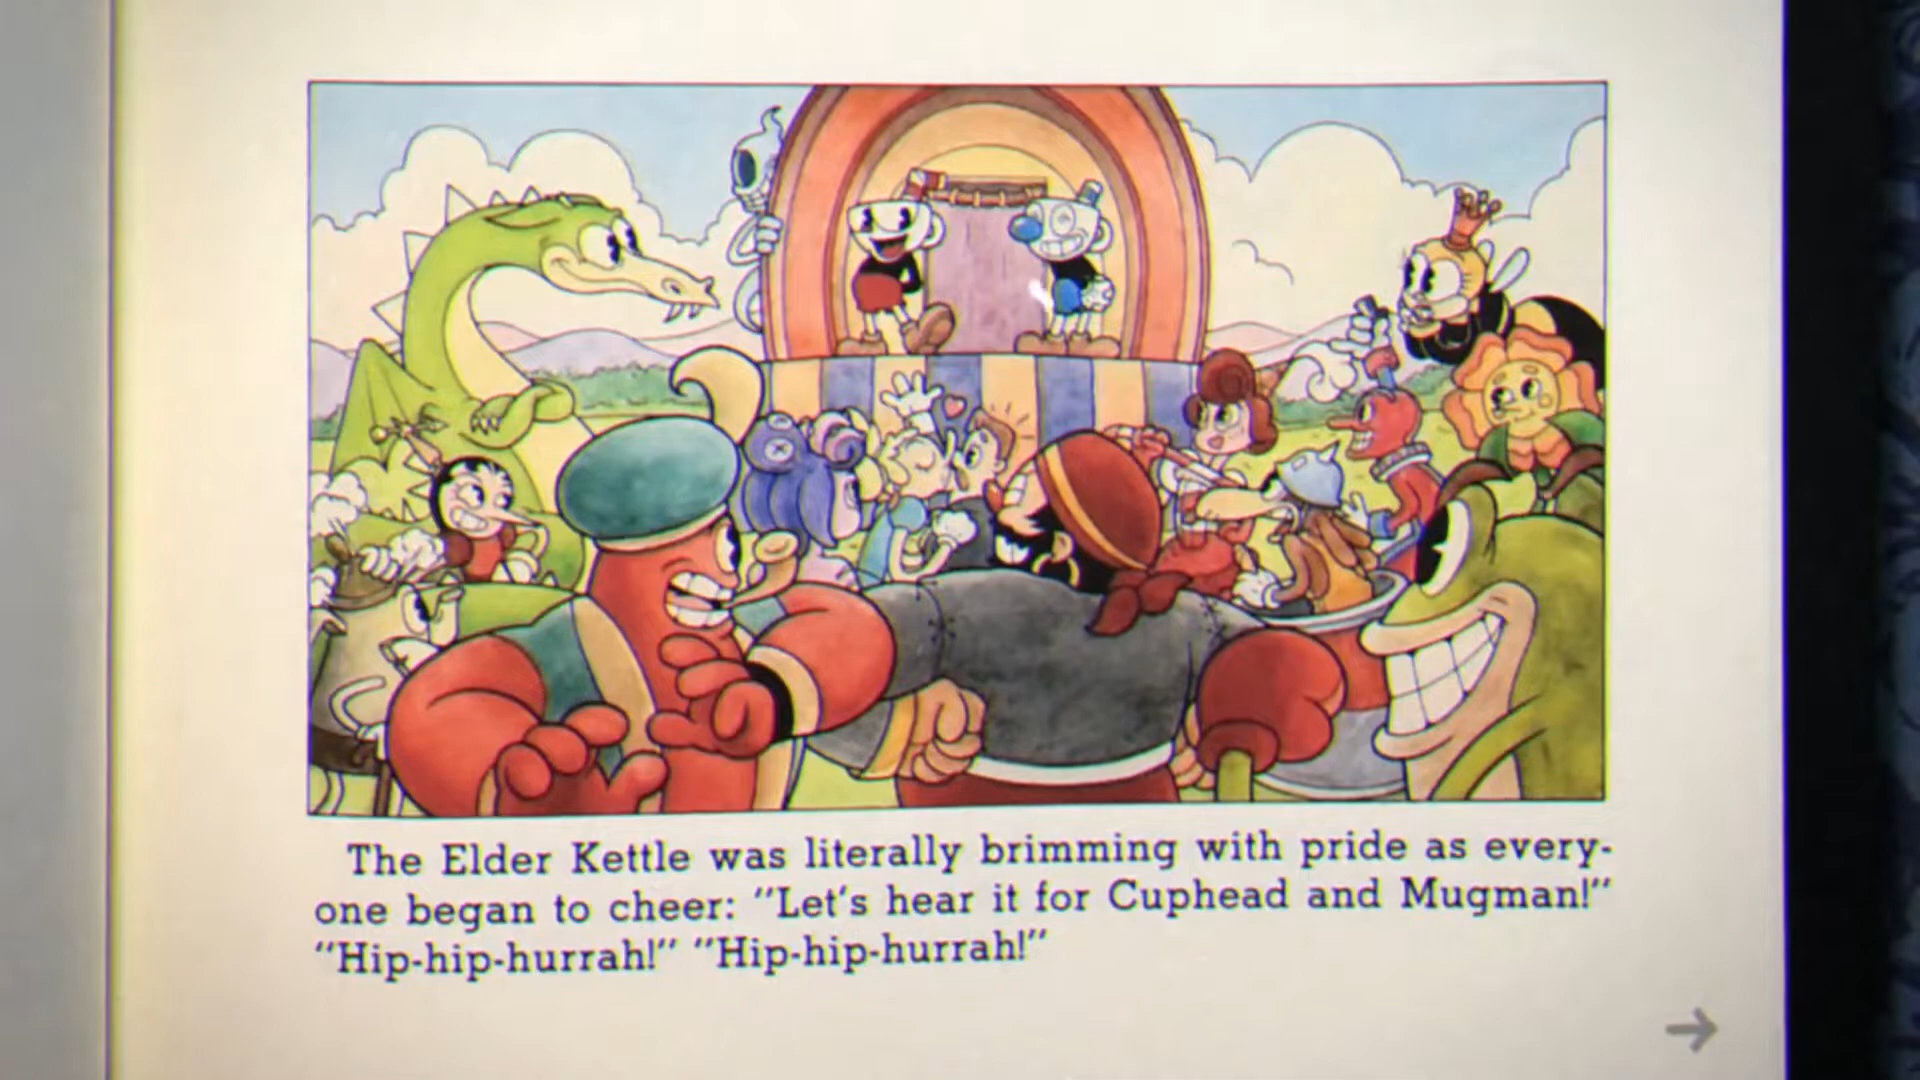 The Elder Kettle was literally brimming with pride as every-
one began to cheer: "Let's hear it for Cuphead and Mugman!"
"Hip-hip-hurrah!" "Hip-hip-hurrah!"